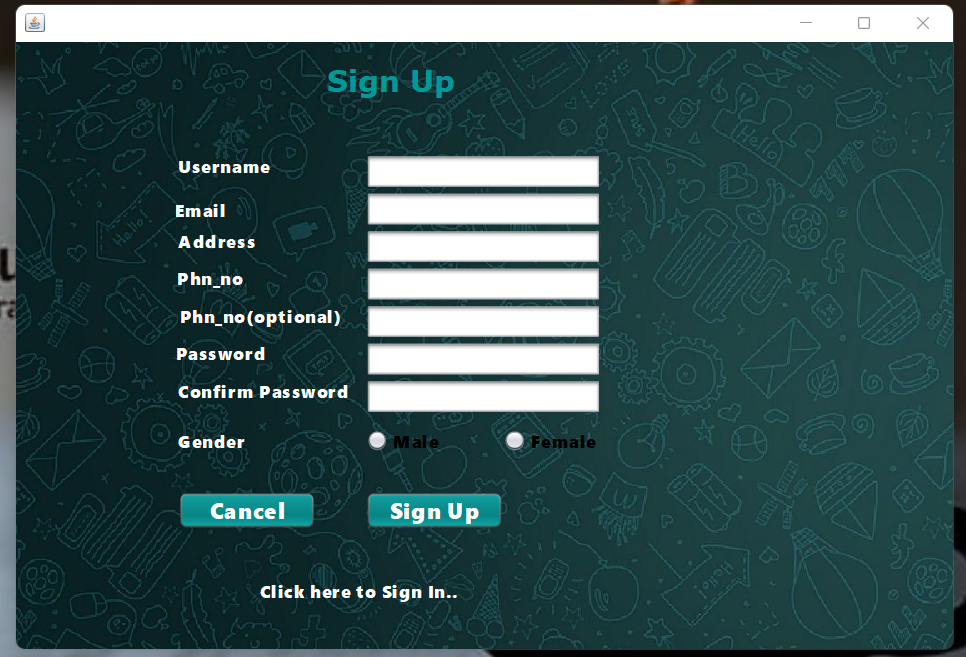 Sign Up
Username
Email
Address
Phn_no
Phn_no(optional)
Password
Confirm Password
Gender Male Female
Cancel Sign Up
Click here to Sign In..